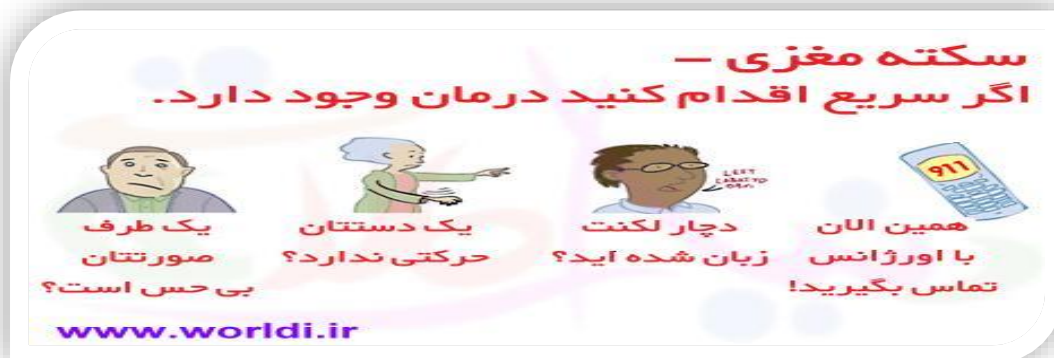 سکته مغزی –
اگر سریع اقدام کنید درمان وجود دارد.
911
همین الان
با اورژانس
تماس بگیرید!
دچار لکنت
زبان شده اید؟
یک دستتان
حرکتی ندارد؟
یک طرف
صورتتان
بی حس است؟
www.worldi.ir